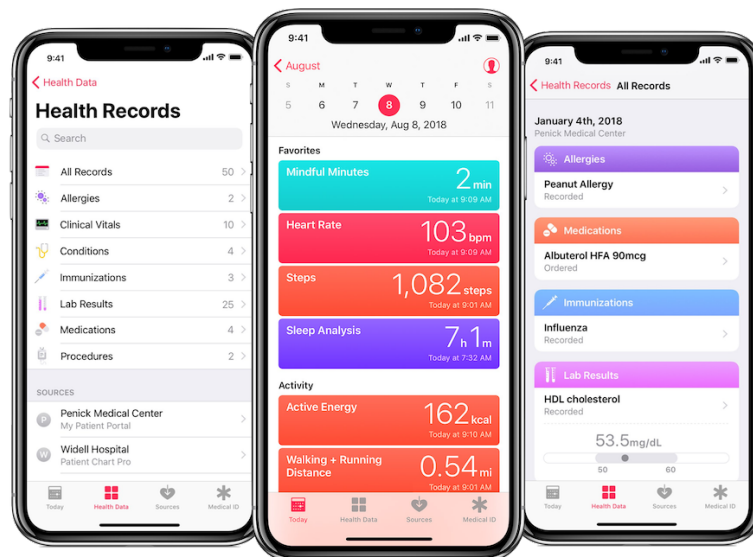 9:41
Health Data
Health Records
Search
All Records 50
Allergies 2
Clinical Vitals 10
Conditions 4
Immunizations 3
Lab Results 25
Medications 4
Procedures 2
SOURCES
P Penick Medical Center
My Patient Portal
W Widell Hospital
Patient Chart Pro
Today Health Data Sources Medical ID
9:41
August
S M T W T F S
5 6 7 8 9 10 11
Wednesday, Aug 8, 2018
Favorites
Mindful Minutes
2 min
Today at 9:09 AM
Heart Rate
103 bpm
Today at 9:09 AM
Steps
1,082 steps
Today at 9:01 AM
Sleep Analysis
7h 1m
Today at 7:32 AM
Activity
Active Energy
162 kcal
Today at 9:10 AM
Walking + Running
Distance
0.54 mi
Today at 9:01 AM
Today Health Data Sources Medical ID
9:41
Health Records All Records
January 4th, 2018
Penick Medical Center
Allergies
Peanut Allergy
Recorded
Medications
Albuterol HFA 90mcg
Ordered
Immunizations
Influenza
Recorded
Lab Results
HDL cholesterol
Recorded
53.5mg/dL
50 60
Today Health Data Sources Medical ID